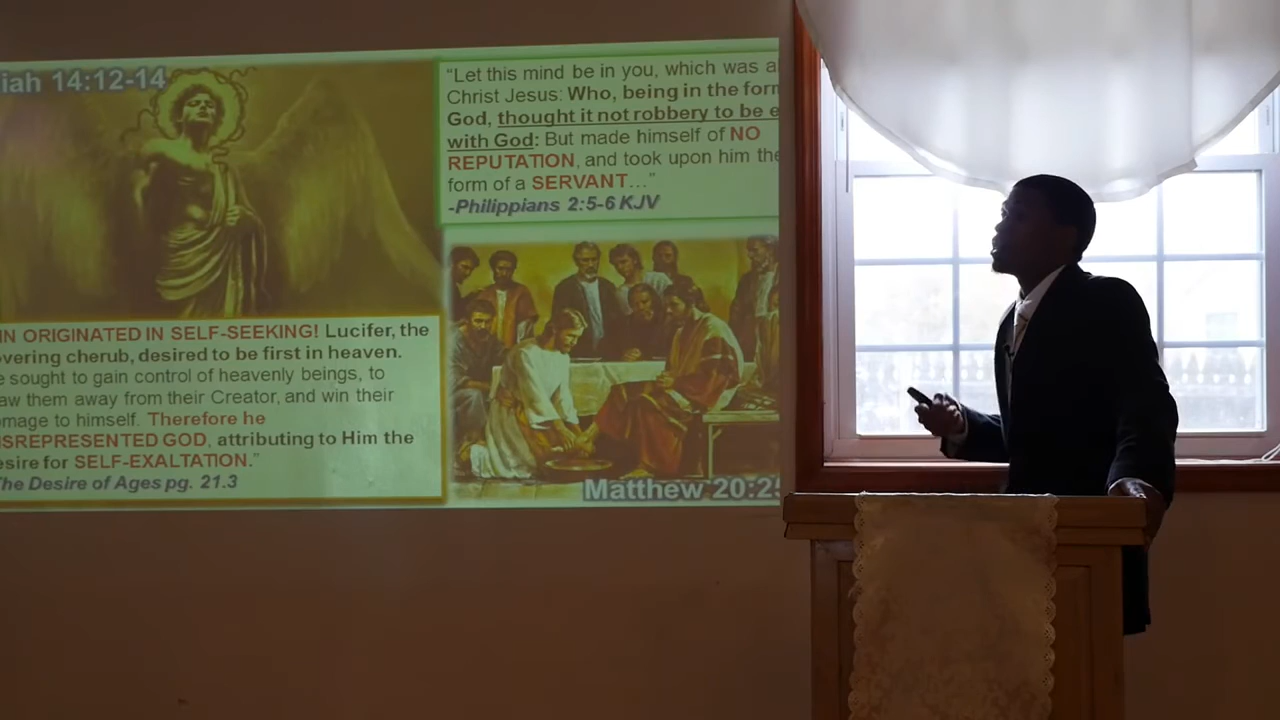 iah 14:12-14
"Let this mind be in you, which was a
Christ Jesus: Who, being in the forn
God, thought it not robbery to be e
with God: But made himself of NO
REPUTATION, and took upon him the
form of a SERVANT…"
-Philippians 2:5-6 KJV
IN ORIGINATED IN SELF-SEEKING! Lucifer, the
overing cherub, desired to be first in heaven.
e sought to gain control of heavenly beings, to
aw them away from their Creator, and win their
omage to himself. Therefore he
ISREPRESENTED GOD, attributing to Him the
esire for SELF-EXALTATION."
The Desire of Ages pg. 21.3
Matthew 20:25